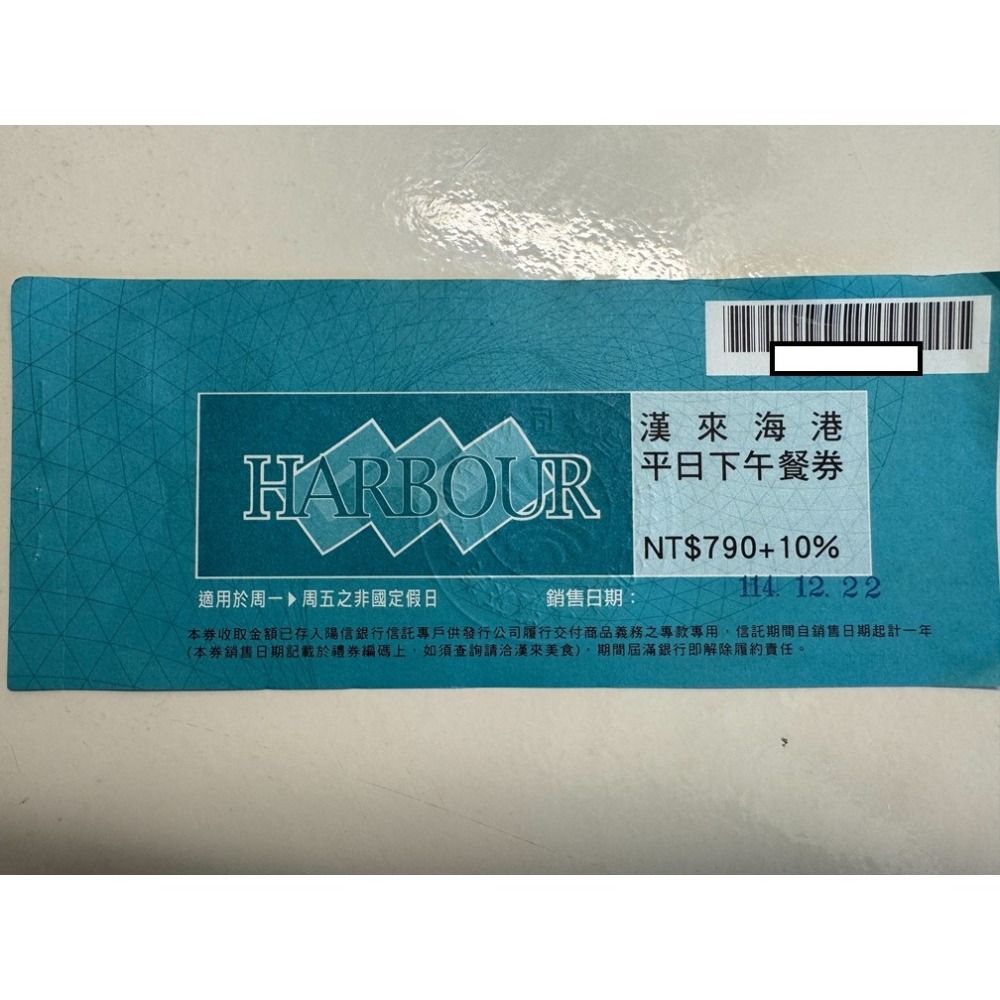 HARBOUR
漢來海港
平日下午餐券
NT$790+10%
適用於周一▶周五之非國定假日 銷售日期：114. 12. 22
本券收取金額已存入陽信銀行信託專戶供發行公司履行交付商品義務之專款專用，信託期間自銷售日期起計一年
(本券銷售日期記載於禮券編碼上，如須查詢請洽漢來美食)，期間屆滿銀行即解除履約責任。